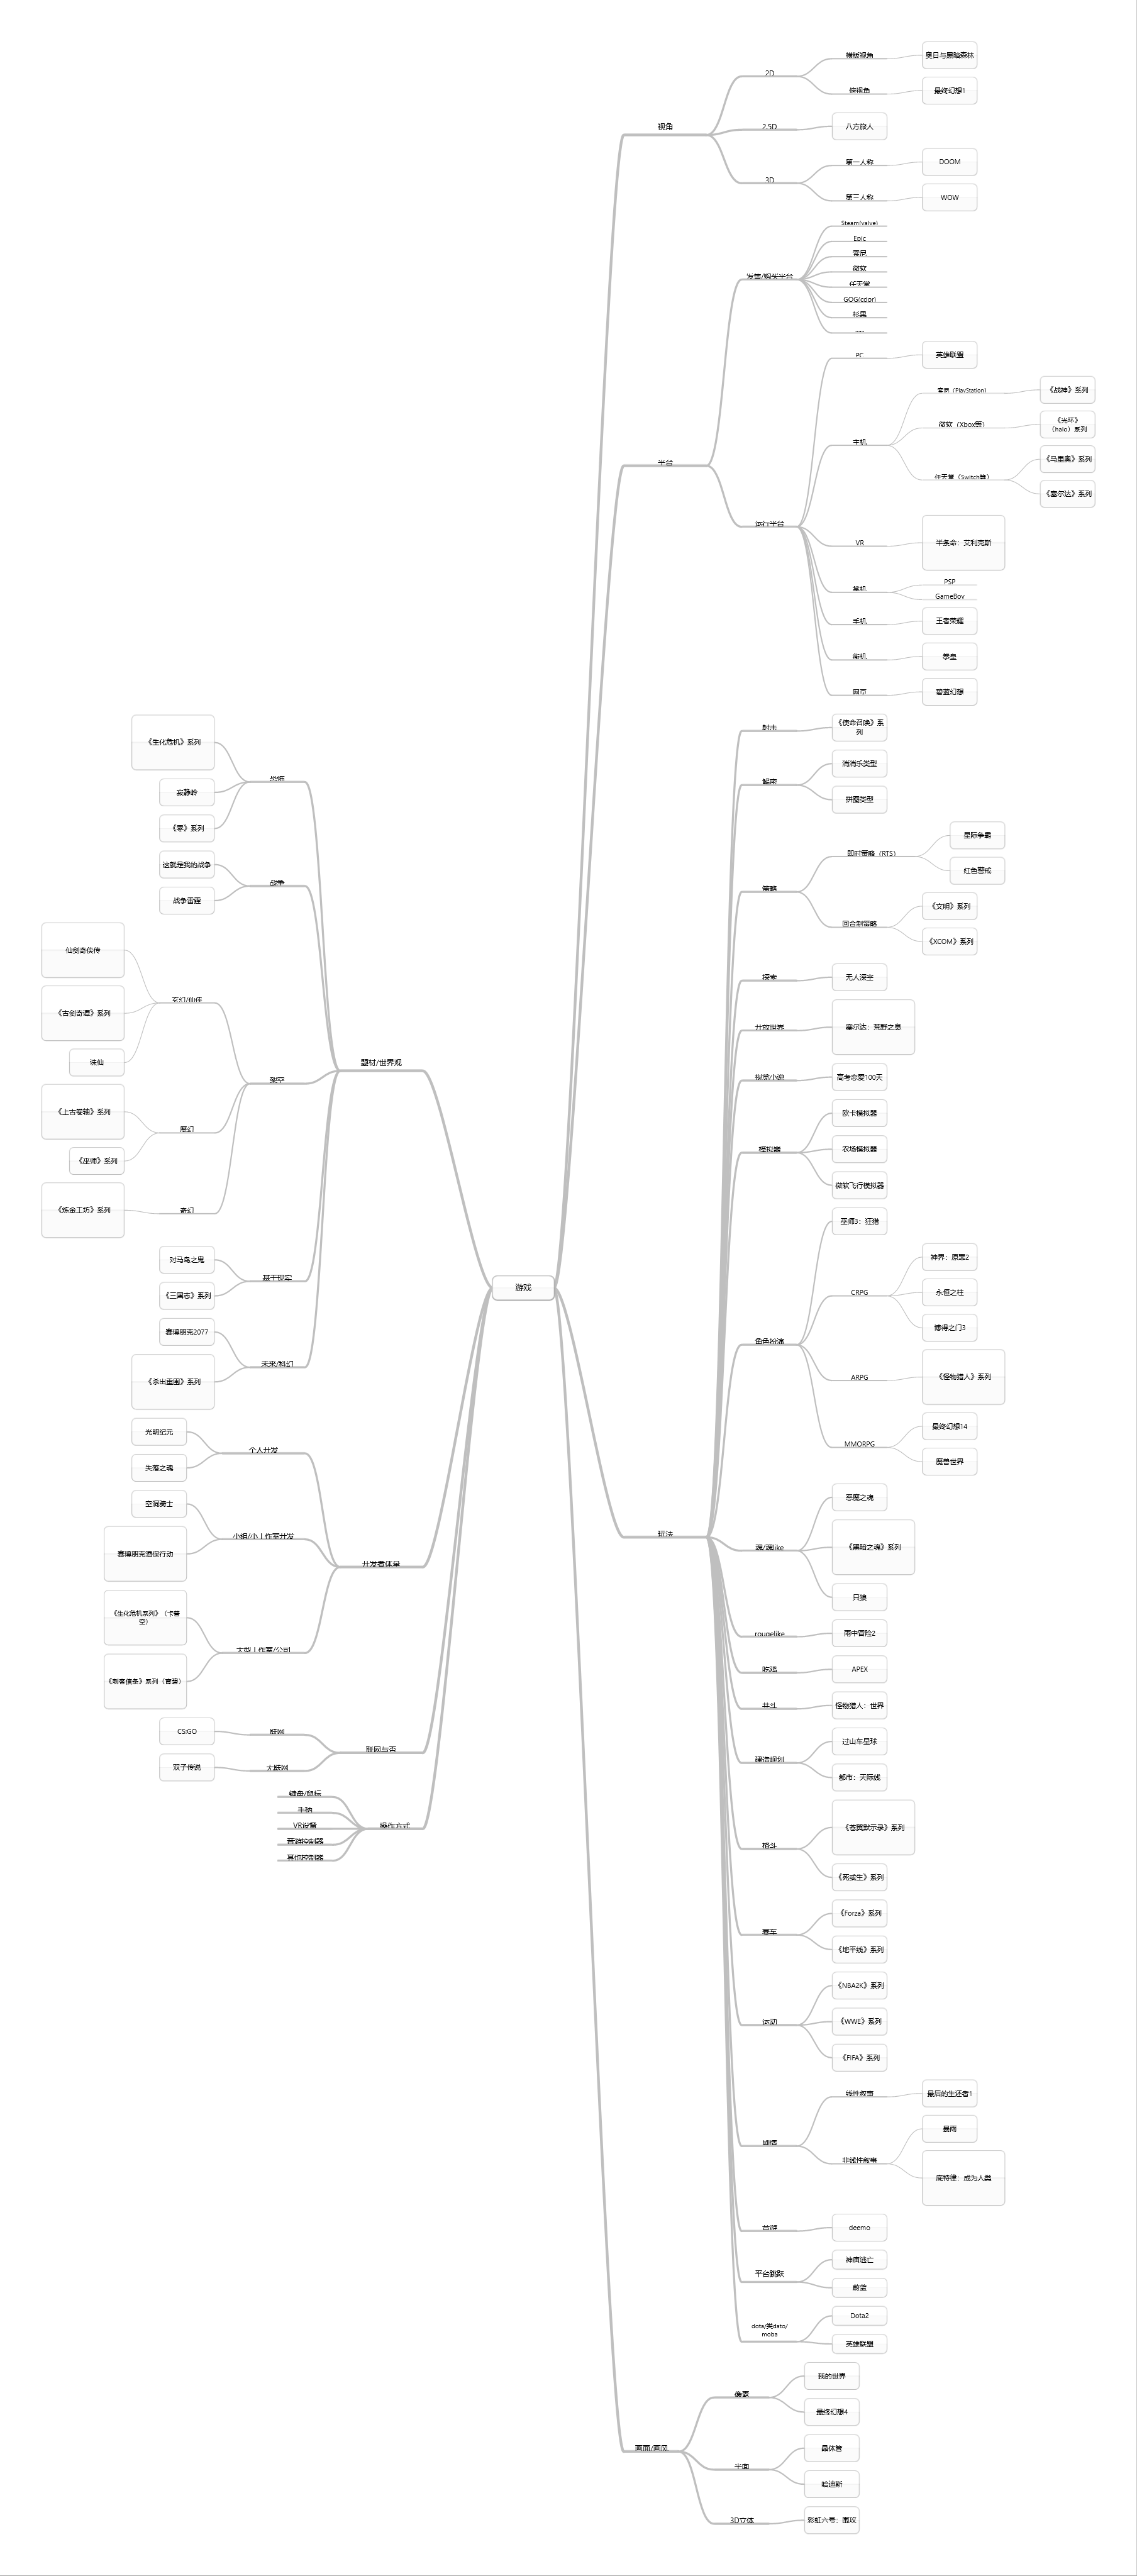 游戏
视角
2D
横版视角
奥日与黑暗森林
俯视角
最终幻想1
2.5D
八方旅人
3D
第一人称
DOOM
第三人称
WOW
平台
发售/购买平台
Steam(valve)
Epic
索尼
微软
任天堂
GOG(cdpr)
杉果
运行平台
PC
英雄联盟
主机
索尼（PlayStation）
《战神》系列
微软（Xbox等）
《光环》
（halo）系列
任天堂（Switch等）
《马里奥》系列
《塞尔达》系列
VR
半条命：艾利克斯
掌机
PSP
GameBoy
手机
王者荣耀
街机
拳皇
网页
碧蓝幻想
玩法
射击
《使命召唤》系
列
解密
消消乐类型
拼图类型
策略
即时策略（RTS）
星际争霸
红色警戒
回合制策略
《文明》系列
《XCOM》系列
探索
无人深空
开放世界
塞尔达：荒野之息
视觉小说
高考恋爱100天
模拟器
欧卡模拟器
农场模拟器
微软飞行模拟器
角色扮演
巫师3：狂猎
CRPG
神界：原罪2
永恒之柱
博得之门3
ARPG
《怪物猎人》系列
MMORPG
最终幻想14
魔兽世界
魂/魂like
恶魔之魂
《黑暗之魂》系列
只狼
rougelike
雨中冒险2
吃鸡
APEX
共斗
怪物猎人：世界
建造规划
过山车星球
都市：天际线
格斗
《苍翼默示录》系列
《死或生》系列
赛车
《Forza》系列
《地平线》系列
运动
《NBA2K》系列
《WWE》系列
《FIFA》系列
剧情
线性叙事
最后的生还者1
非线性叙事
暴雨
底特律：成为人类
音游
deemo
平台跳跃
神庙逃亡
蔚蓝
dota/类dato/
moba
Dota2
英雄联盟
画面/画风
像素
我的世界
最终幻想4
平面
晶体管
哈迪斯
3D立体
彩虹六号：围攻
题材/世界观
恐怖
《生化危机》系列
寂静岭
《零》系列
战争
这就是我的战争
战争雷霆
架空
玄幻/仙侠
仙剑奇侠传
《古剑奇谭》系列
诛仙
魔幻
《上古卷轴》系列
《巫师》系列
奇幻
《炼金工坊》系列
基于现实
对马岛之鬼
《三国志》系列
未来/科幻
赛博朋克2077
《杀出重围》系列
开发者体量
个人开发
光明纪元
失落之魂
小组/小工作室开发
空洞骑士
赛博朋克酒保行动
大型工作室/公司
《生化危机系列》（卡普
空）
《刺客信条》系列（育碧）
联网与否
联网
CS:GO
无联网
双子传说
操作方式
键盘/鼠标
手柄
VR设备
音游控制器
其他控制器